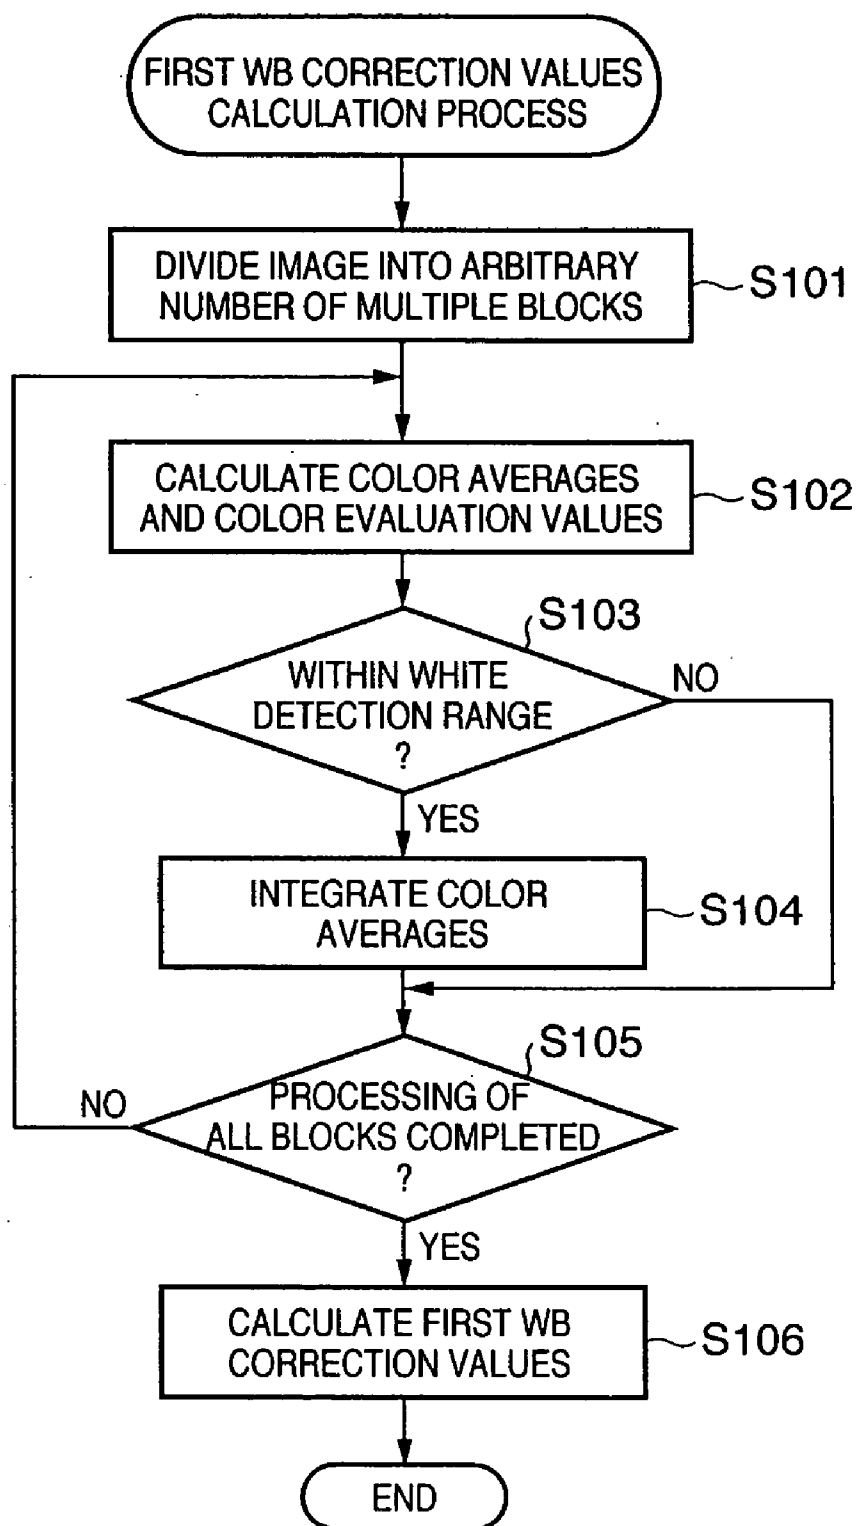 FIRST WB CORRECTION VALUES
CALCULATION PROCESS
DIVIDE IMAGE INTO ARBITRARY
NUMBER OF MULTIPLE BLOCKS
S101
CALCULATE COLOR AVERAGES
AND COLOR EVALUATION VALUES
S102
S103
WITHIN WHITE
DETECTION RANGE
?
NO
YES
INTEGRATE COLOR
AVERAGES
S104
S105
PROCESSING OF
ALL BLOCKS COMPLETED
?
NO
YES
CALCULATE FIRST WB
CORRECTION VALUES
S106
END